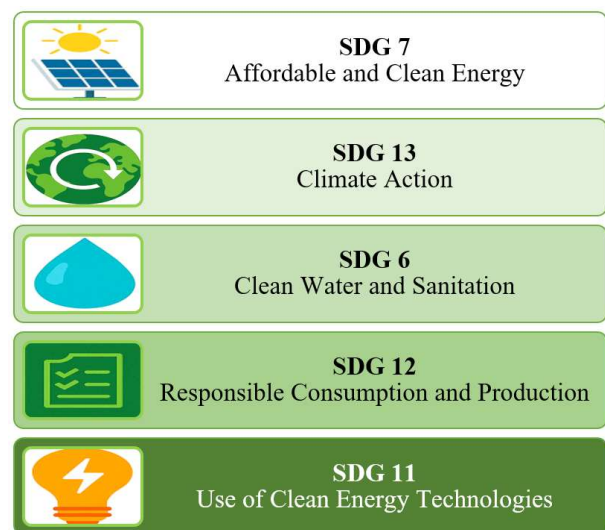 SDG 7
Affordable and Clean Energy
SDG 13
Climate Action
SDG 6
Clean Water and Sanitation
SDG 12
Responsible Consumption and Production
SDG 11
Use of Clean Energy Technologies